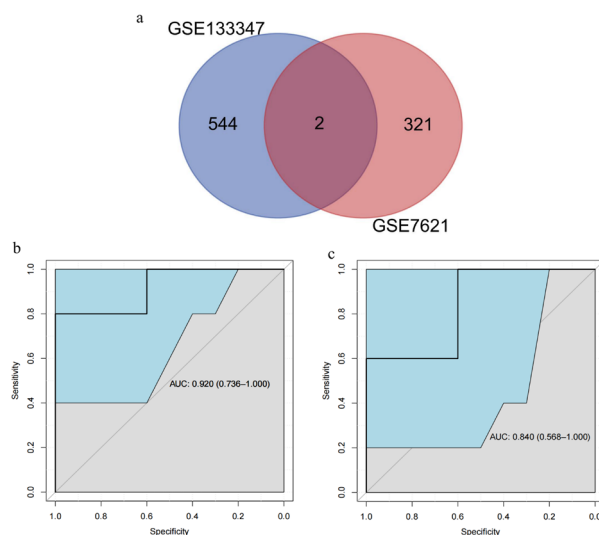 a
GSE133347
544
2
321
GSE7621
b
1.0
0.8
0.6
0.4
0.2
0.0
Sensitivity
AUC: 0.920 (0.736–1.000)
1.0 0.8 0.6 0.4 0.2 0.0
Specificity
c
1.0
0.8
0.6
0.4
0.2
0.0
Sensitivity
AUC: 0.840 (0.568–1.000)
1.0 0.8 0.6 0.4 0.2 0.0
Specificity